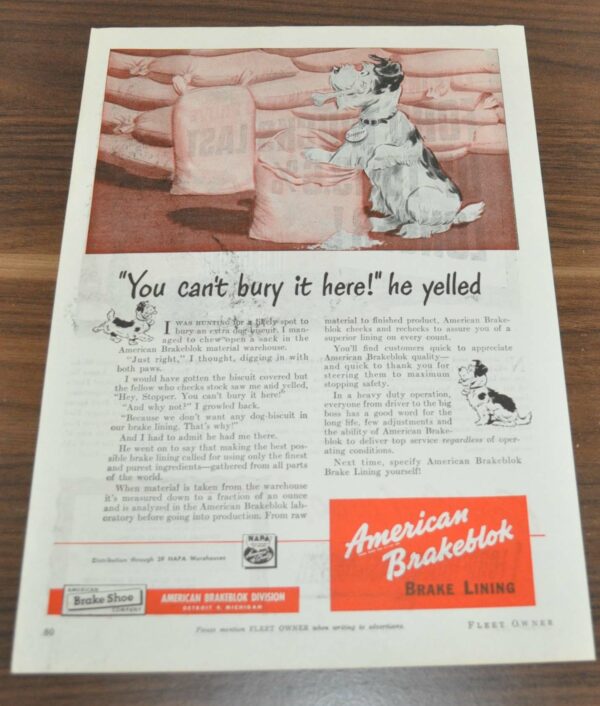 "You can't bury it here!" he yelled
I WAS HUNTING for a likely spot to
bury an extra dog-biscuit. I man-
aged to chew open a sack in the
American Brakeblok material warehouse.
"Just right," I thought, digging in with
both paws.
I would have gotten the biscuit covered but
the fellow who checks stock saw me and yelled,
"Hey, Stopper. You can't bury it here!"
"And why not?" I growled back.
"Because we don't want any dog-biscuit in
our brake lining. That's why!"
And I had to admit he had me there.
He went on to say that making the best pos-
sible brake lining called for using only the finest
and purest ingredients—gathered from all parts
of the world.
When material is taken from the warehouse
it's measured down to a fraction of an ounce
and is analyzed in the American Brakeblok lab-
oratory before going into production. From raw
material to finished product, American Brake-
blok checks and rechecks to assure you of a
superior lining on every count.
You'll find customers quick to appreciate
American Brakeblok quality—
and quick to thank you for
steering them to maximum
stopping safety.
In a heavy duty operation,
everyone from driver to the big
boss has a good word for the
long life, few adjustments and
the ability of American Brake-
blok to deliver top service regardless of oper-
ating conditions.
Next time, specify American Brakeblok
Brake Lining yourself!
Distribution through 39 NAPA Warehouses
NAPA
American
Brakeblok
BRAKE LINING
AMERICAN
Brake Shoe
COMPANY
AMERICAN BRAKEBLOK DIVISION
DETROIT 9, MICHIGAN
80
Please mention FLEET OWNER when writing to advertisers.
FLEET OWNER